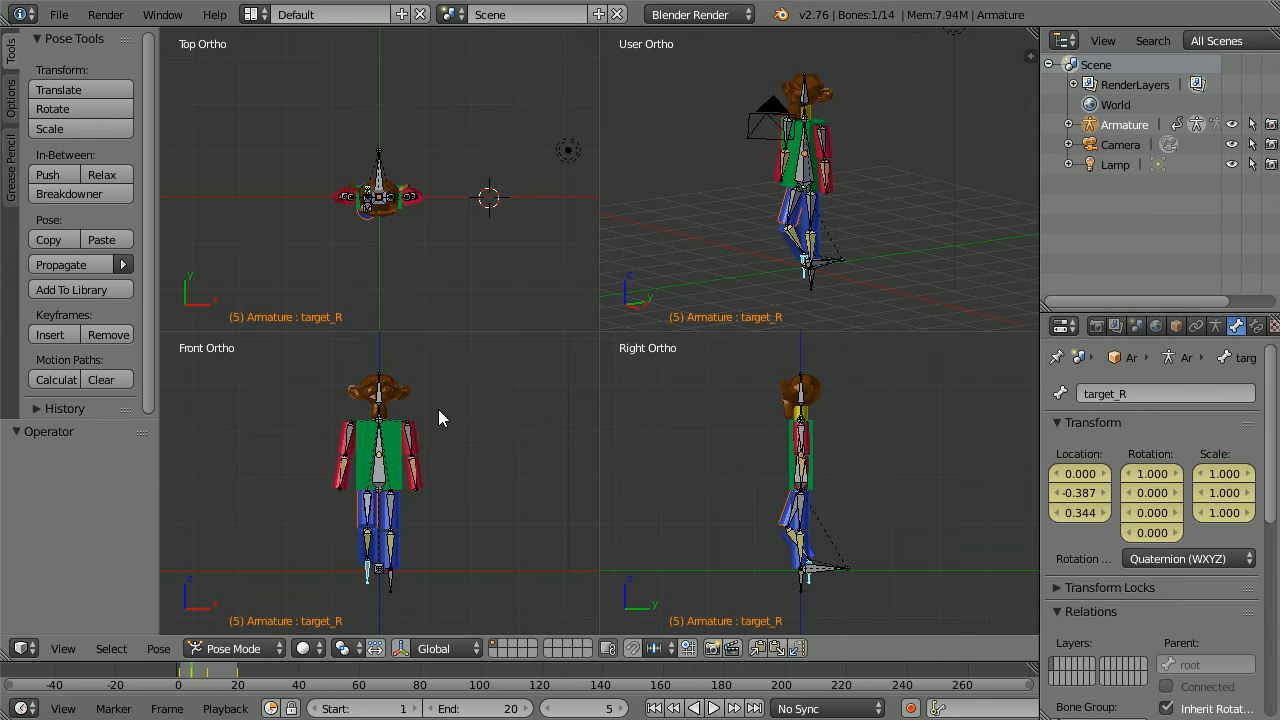 File Render Window Help Default Scene Blender Render v2.76 | Bones:1/14 | Mem:7.94M | Armature
Pose Tools
Transform:
Translate
Rotate
Scale
In-Between:
Push Relax
Breakdowner
Pose:
Copy Paste
Propagate
Add To Library
Keyframes:
Insert Remove
Motion Paths:
Calculat Clear
History
Operator
Tools
Options
Grease Pencil
Top Ortho
y
x
(5) Armature : target_R
User Ortho
z
y
(5) Armature : target_R
Front Ortho
z
x
(5) Armature : target_R
Right Ortho
z
y
(5) Armature : target_R
View Select Pose Pose Mode Global
-40 -20 0 20 40 60 80 100 120 140 160 180 200 220 240 260
View Marker Frame Playback Start: 1 End: 20 5 No Sync
View Search All Scenes
Scene
RenderLayers
World
Armature
Camera
Lamp
Ar Ar targ
target_R
Transform
Location: Rotation: Scale:
0.000 1.000 1.000
-0.387 0.000 1.000
0.344 0.000 1.000
0.000
Rotation ... Quaternion (WXYZ)
Transform Locks
Relations
Layers: Parent:
root
Connected
Bone Group: Inherit Rotat...